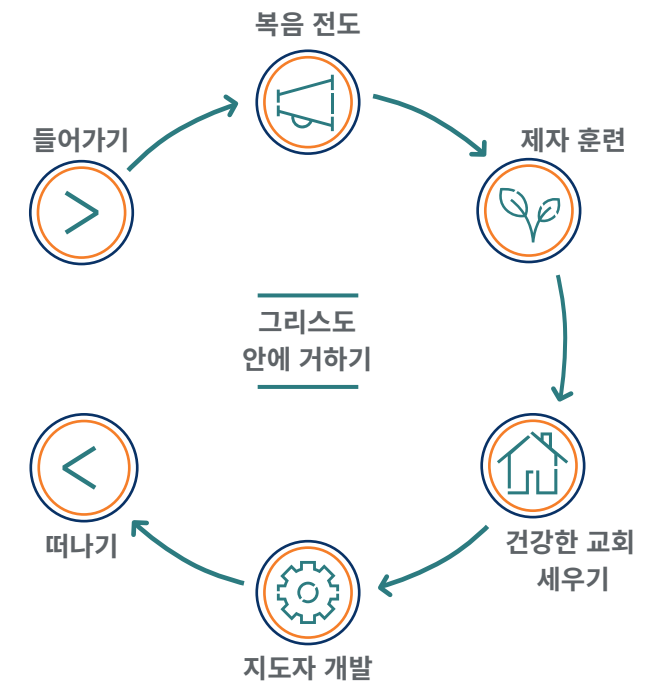 복음 전도
들어가기
제자 훈련
그리스도
안에 거하기
떠나기
건강한 교회
세우기
지도자 개발